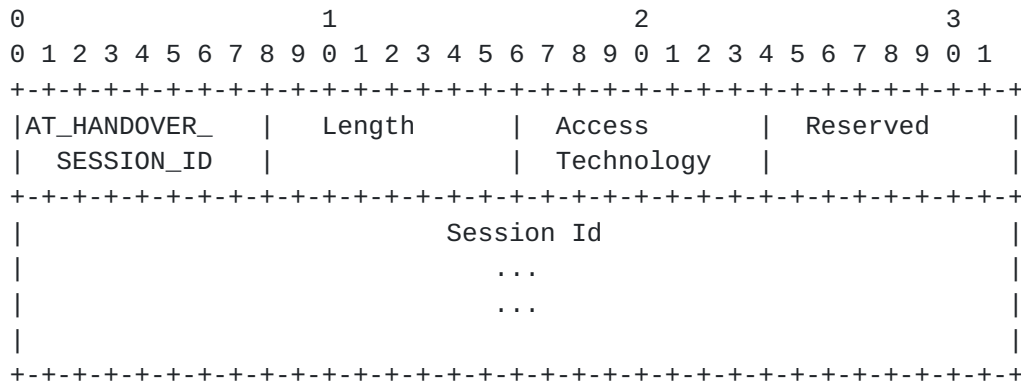 0                   1                   2                   3
0 1 2 3 4 5 6 7 8 9 0 1 2 3 4 5 6 7 8 9 0 1 2 3 4 5 6 7 8 9 0 1
+-+-+-+-+-+-+-+-+-+-+-+-+-+-+-+-+-+-+-+-+-+-+-+-+-+-+-+-+-+-+-+-+
|AT_HANDOVER_   |   Length      |  Access       |  Reserved     |
|  SESSION_ID   |               |  Technology   |               |
+-+-+-+-+-+-+-+-+-+-+-+-+-+-+-+-+-+-+-+-+-+-+-+-+-+-+-+-+-+-+-+-+
|                           Session Id                          |
|                              ...                              |
|                              ...                              |
|                                                               |
+-+-+-+-+-+-+-+-+-+-+-+-+-+-+-+-+-+-+-+-+-+-+-+-+-+-+-+-+-+-+-+-+